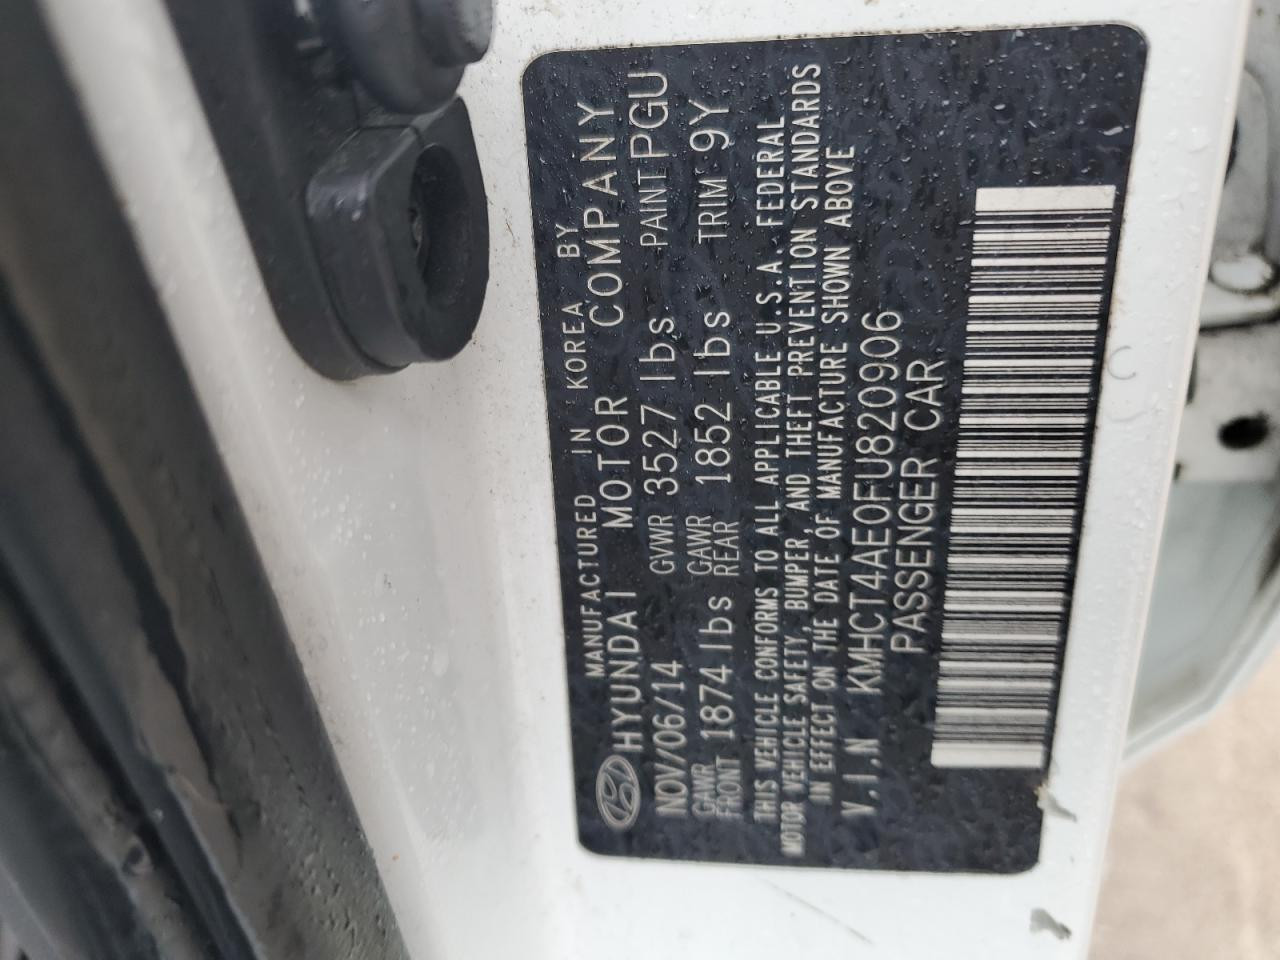 MANUFACTURED IN KOREA BY
HYUNDAI MOTOR COMPANY
NOV/06/14 GVWR 3527 lbs PAINT PGU
GAWR FRONT 1874 lbs GAWR REAR 1852 lbs TRIM 9Y
THIS VEHICLE CONFORMS TO ALL APPLICABLE U.S.A. FEDERAL
MOTOR VEHICLE SAFETY, BUMPER, AND THEFT PREVENTION STANDARDS
IN EFFECT ON THE DATE OF MANUFACTURE SHOWN ABOVE
V.I.N KMHCT4AE0FU820906
PASSENGER CAR